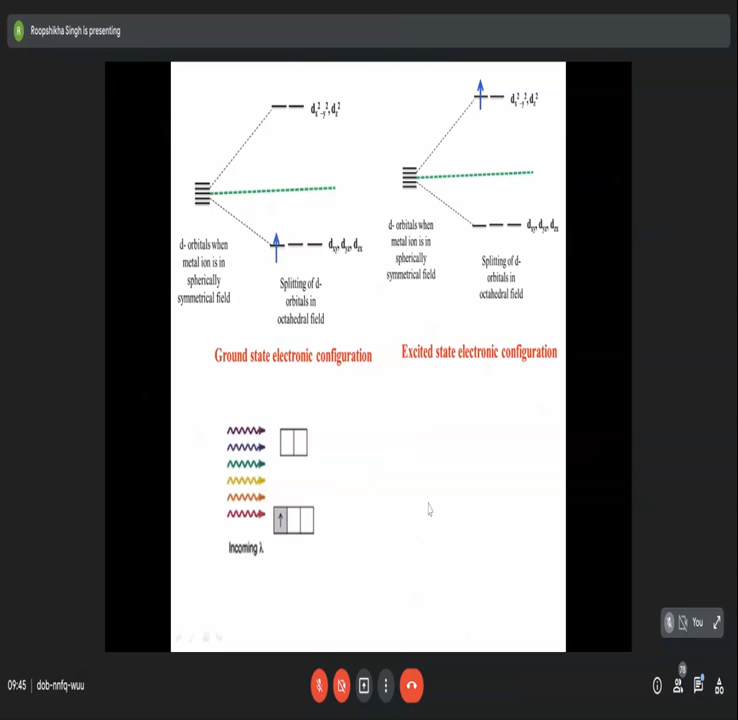 R Roopshikha Singh is presenting
dx²-y², dz²
dx²-y², dz²
d- orbitals when
metal ion is in
spherically
symmetrical field
dxy, dyz, dzx
Splitting of d-
orbitals in
octahedral field
d- orbitals when
metal ion is in
spherically
symmetrical field
dxy, dyz, dzx
Splitting of d-
orbitals in
octahedral field
Ground state electronic configuration
Excited state electronic configuration
Incoming λ
You
09:45 | dob-nnfq-wuu
78